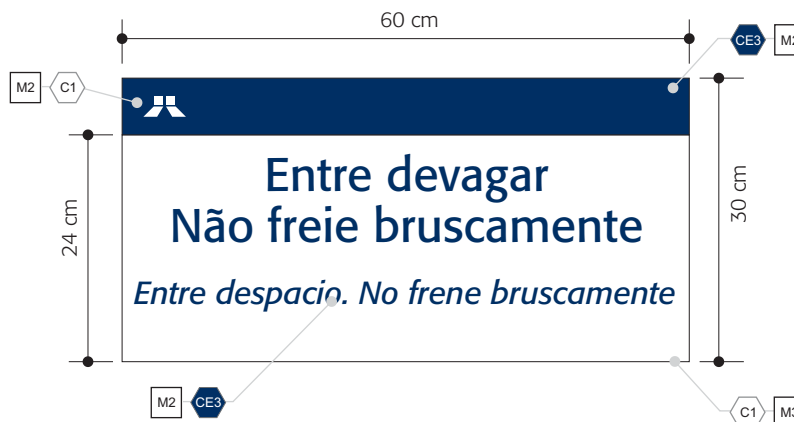 60 cm
CE3 M2
M2 C1
Entre devagar
Não freie bruscamente
24 cm
30 cm
Entre despacio. No frene bruscamente
M2 CE3
C1 M3